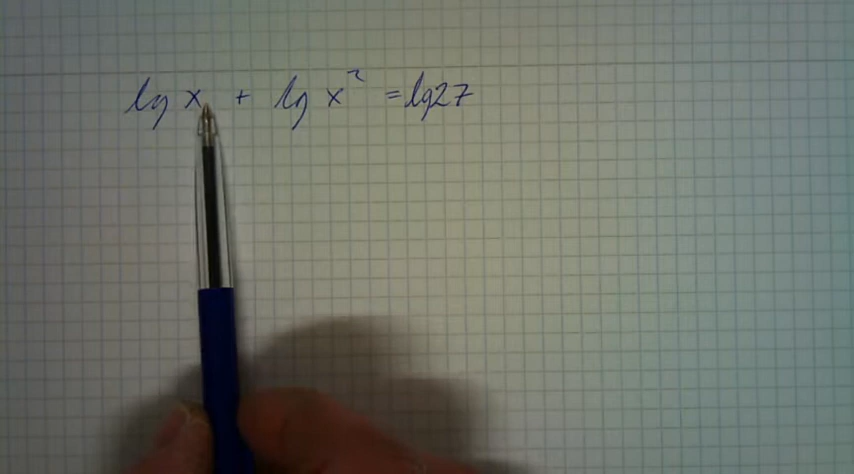 lg x + lg x² = lg27